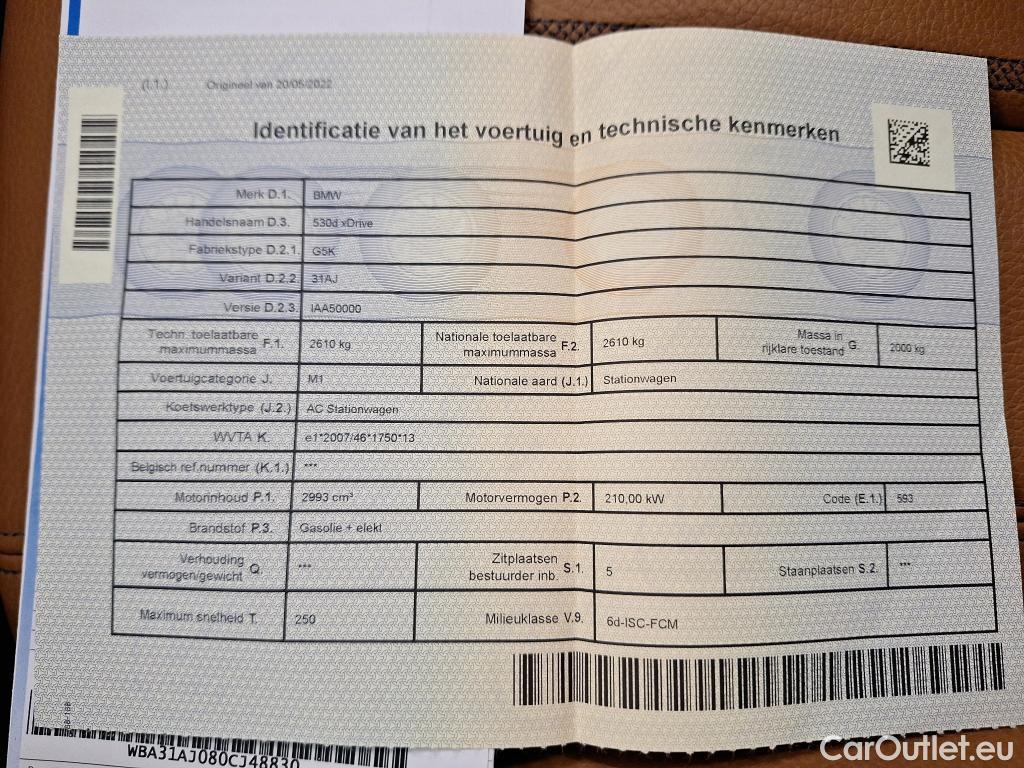 (I.1.) Origineel van 20/05/2022
Identificatie van het voertuig en technische kenmerken
Merk D.1. BMW
Handelsnaam D.3. 530d xDrive
Fabriekstype D.2.1. G5K
Variant D.2.2. 31AJ
Versie D.2.3. IAA50000
Techn. toelaatbare maximummassa F.1. 2610 kg Nationale toelaatbare maximummassa F.2. 2610 kg Massa in rijklare toestand G. 2000 kg
Voertuigcategorie J. M1 Nationale aard (J.1.) Stationwagen
Koetswerktype (J.2.) AC Stationwagen
WVTA K. e1*2007/46*1750*13
Belgisch ref.nummer (K.1.) ***
Motorinhoud P.1. 2993 cm³ Motorvermogen P.2. 210,00 kW Code (E.1.) 593
Brandstof P.3. Gasolie + elekt
Verhouding vermogen/gewicht Q. *** Zitplaatsen bestuurder inb. S.1. 5 Staanplaatsen S.2. ***
Maximum snelheid T. 250 Milieuklasse V.9. 6d-ISC-FCM
WBA31AJ080CJ48830
CarOutlet.eu